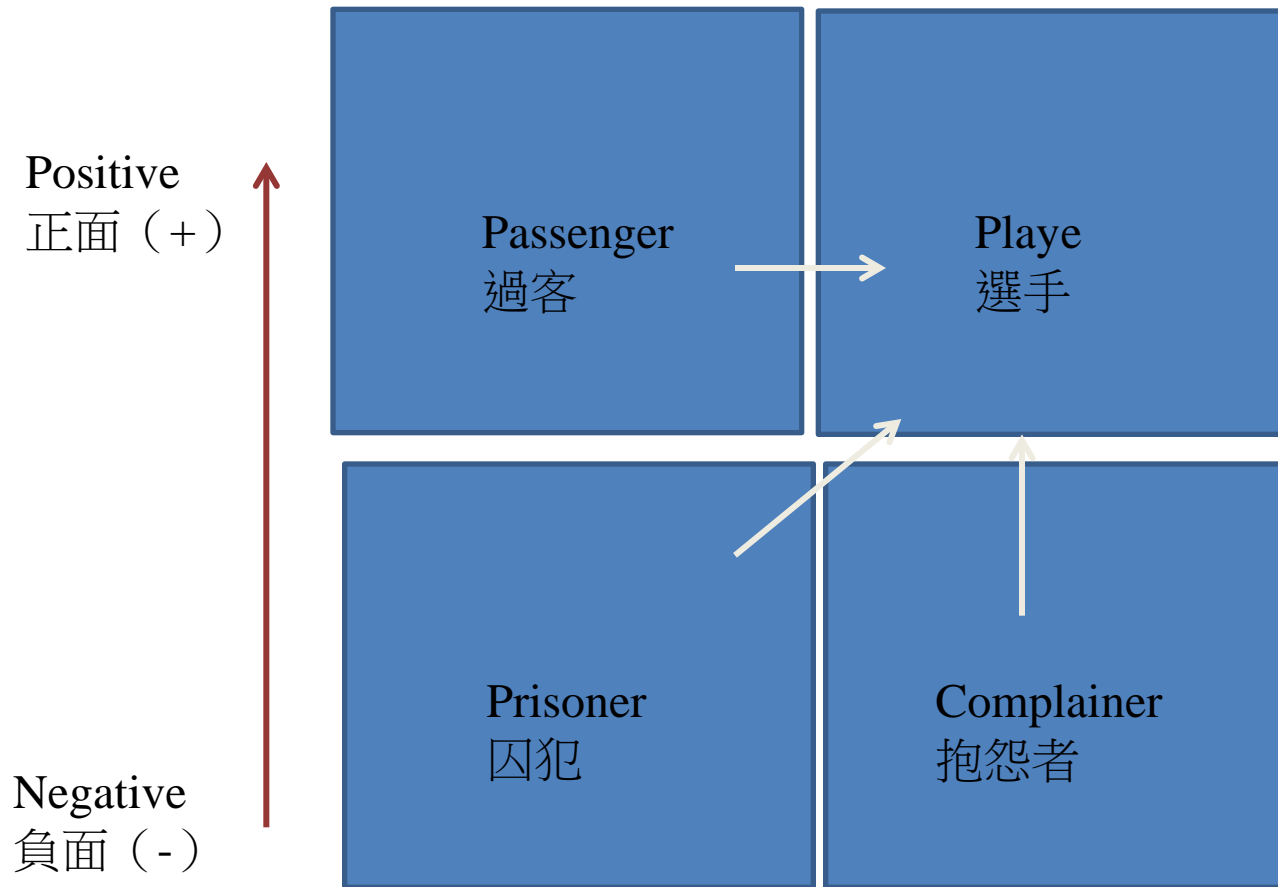 Positive
正面（+）
Passenger
過客
Playe
選手
Prisoner
囚犯
Complainer
抱怨者
Negative
負面（-）